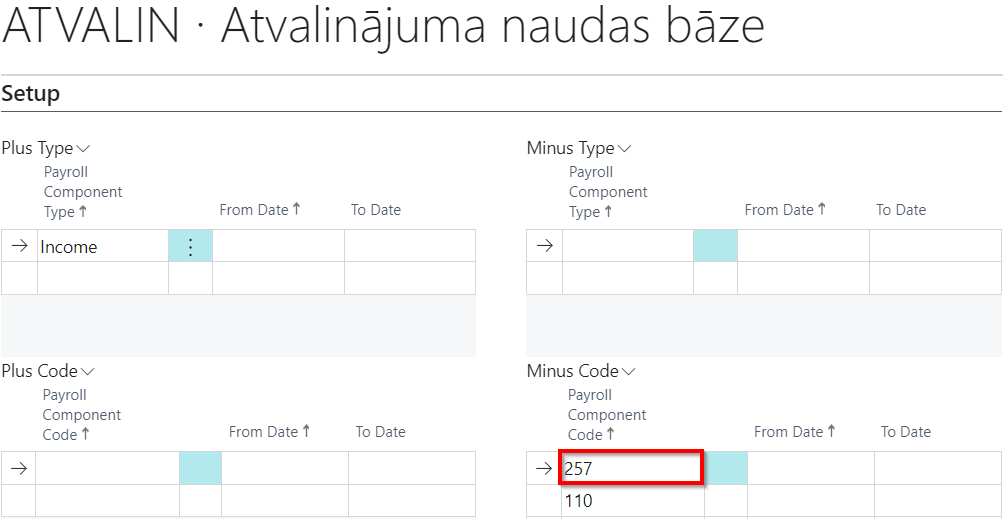 ATVALIN · Atvalinājuma naudas bāze
Setup
Plus Type
Payroll
Component
Type ↑
From Date ↑
To Date
Income
Minus Type
Payroll
Component
Type ↑
From Date ↑
To Date
Plus Code
Payroll
Component
Code ↑
From Date ↑
To Date
Minus Code
Payroll
Component
Code ↑
From Date ↑
To Date
257
110